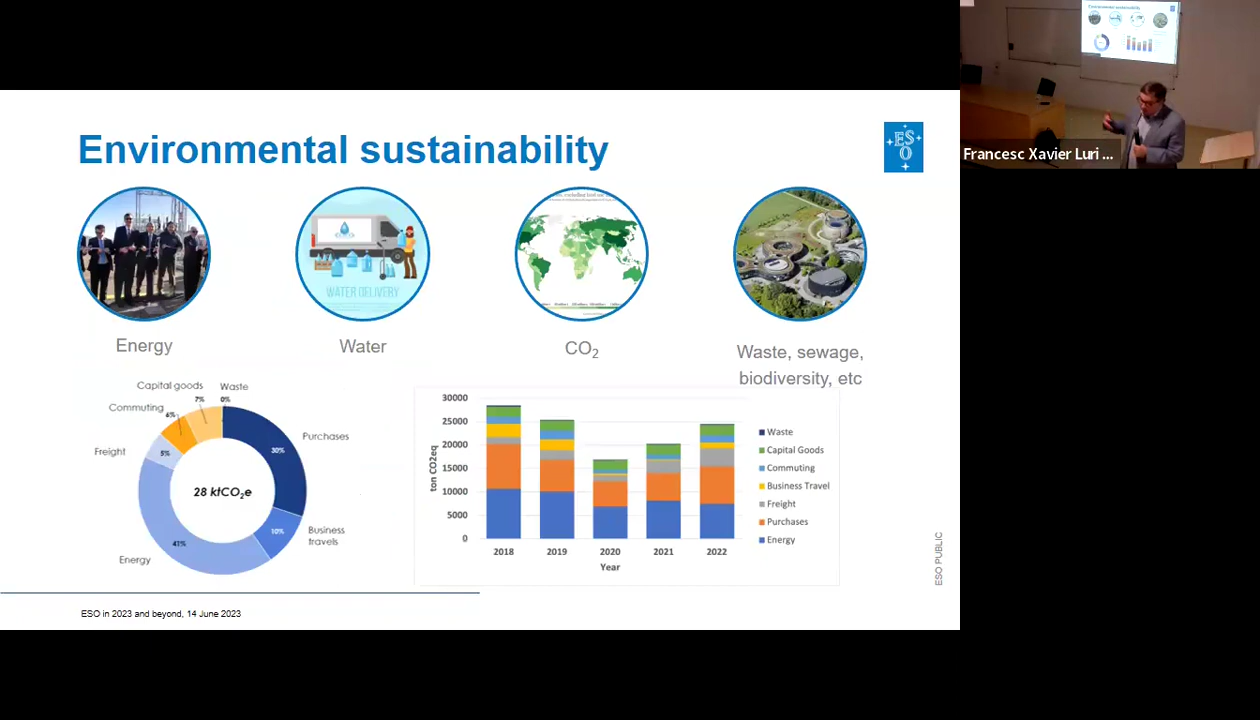 Environmental sustainability
ES
O
Francesc Xavier Luri ...
WATER DELIVERY
Energy
Water
CO₂
Waste, sewage,
biodiversity, etc
Capital goods
Waste
7%
0%
Commuting
6%
Purchases
Freight
5%
30%
28 ktCO₂e
Business
travels
10%
41%
Energy
30000
25000
20000
15000
10000
5000
0
ton CO2eq
2018 2019 2020 2021 2022
Year
Waste
Capital Goods
Commuting
Business Travel
Freight
Purchases
Energy
ESO PUBLIC
ESO in 2023 and beyond, 14 June 2023